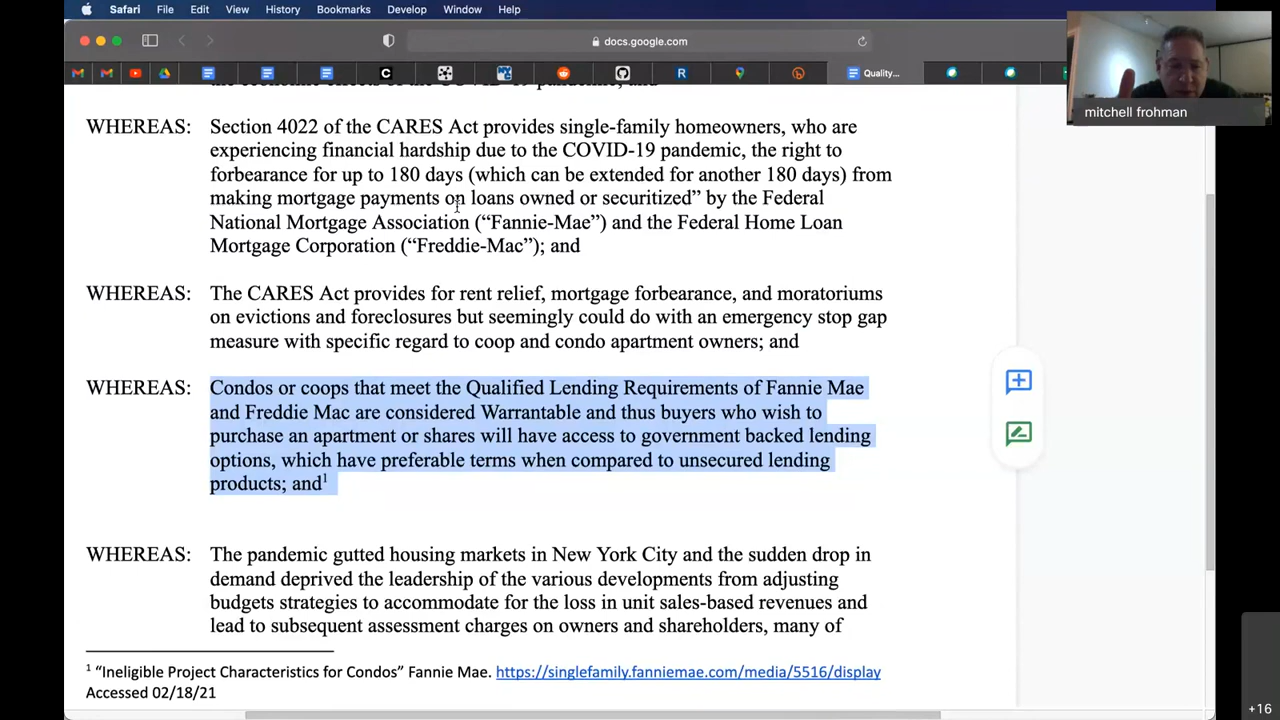 Safari File Edit View History Bookmarks Develop Window Help
docs.google.com
Quality...
mitchell frohman
the economic effects of the COVID-19 pandemic; and
WHEREAS: Section 4022 of the CARES Act provides single-family homeowners, who are
experiencing financial hardship due to the COVID-19 pandemic, the right to
forbearance for up to 180 days (which can be extended for another 180 days) from
making mortgage payments on loans owned or securitized” by the Federal
National Mortgage Association (“Fannie-Mae”) and the Federal Home Loan
Mortgage Corporation (“Freddie-Mac”); and
WHEREAS: The CARES Act provides for rent relief, mortgage forbearance, and moratoriums
on evictions and foreclosures but seemingly could do with an emergency stop gap
measure with specific regard to coop and condo apartment owners; and
WHEREAS: Condos or coops that meet the Qualified Lending Requirements of Fannie Mae
and Freddie Mac are considered Warrantable and thus buyers who wish to
purchase an apartment or shares will have access to government backed lending
options, which have preferable terms when compared to unsecured lending
products; and1
WHEREAS: The pandemic gutted housing markets in New York City and the sudden drop in
demand deprived the leadership of the various developments from adjusting
budgets strategies to accommodate for the loss in unit sales-based revenues and
lead to subsequent assessment charges on owners and shareholders, many of
1 “Ineligible Project Characteristics for Condos” Fannie Mae. https://singlefamily.fanniemae.com/media/5516/display
Accessed 02/18/21
+16